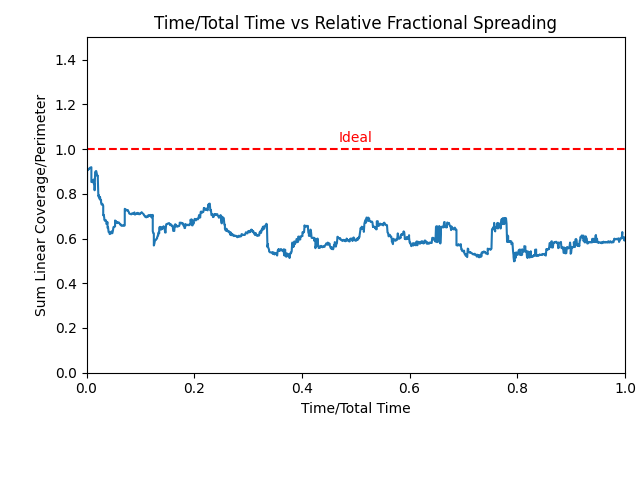 Time/Total Time vs Relative Fractional Spreading
1.4
1.2
Ideal
1.0
0.8
0.6
0.4
0.2
0.0
Sum Linear Coverage/Perimeter
0.0 0.2 0.4 0.6 0.8 1.0
Time/Total Time